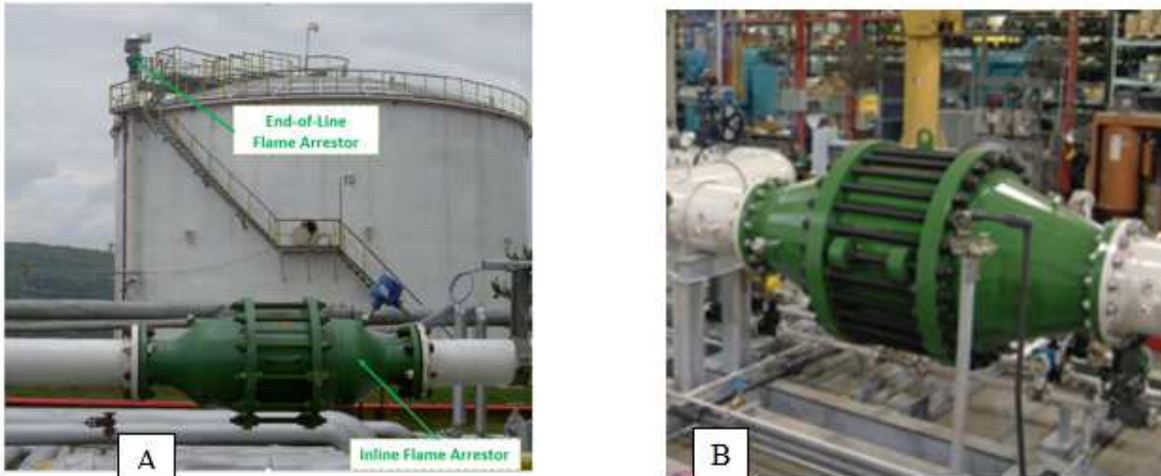 End-of-Line
Flame Arrestor
Inline Flame Arrestor
A
B